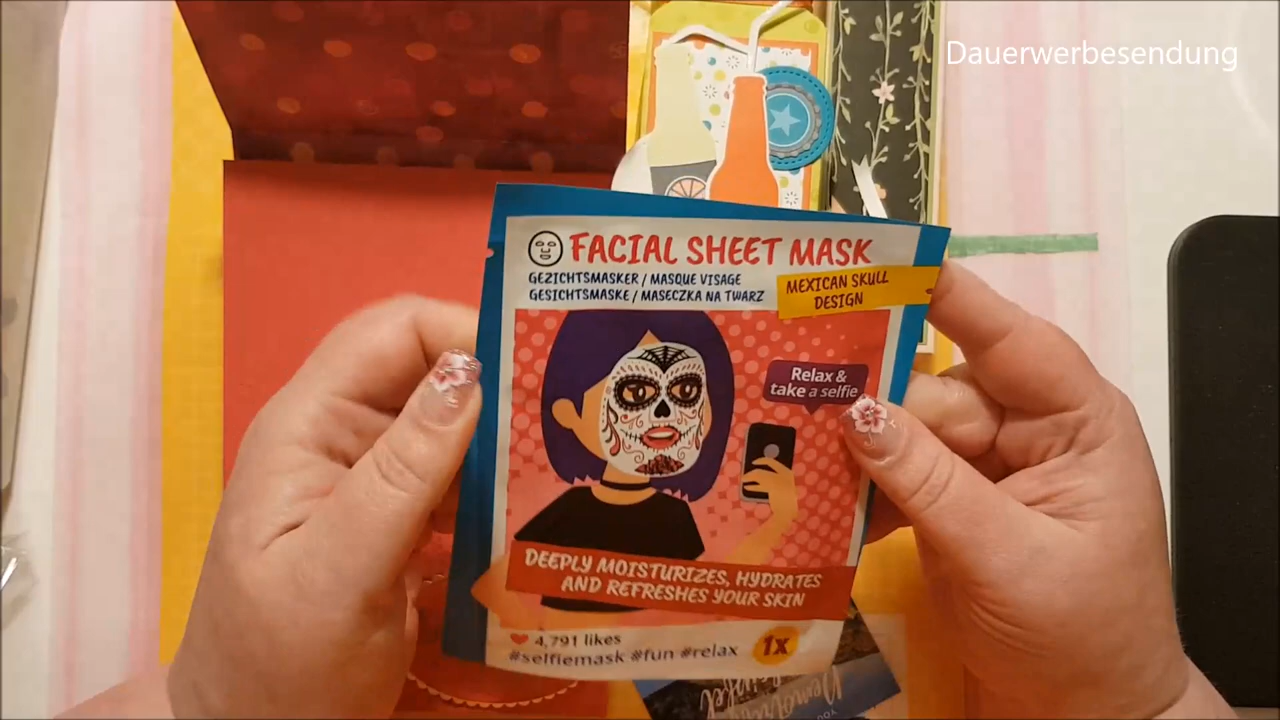 Dauerwerbesendung
FACIAL SHEET MASK
GEZICHTSMASKER / MASQUE VISAGE
GESICHTSMASKE / MASECZKA NA TWARZ
MEXICAN SKULL
DESIGN
Relax &
take a selfie
DEEPLY MOISTURIZES, HYDRATES
AND REFRESHES YOUR SKIN
4,791 likes
#selfiemask #fun #relax
1x